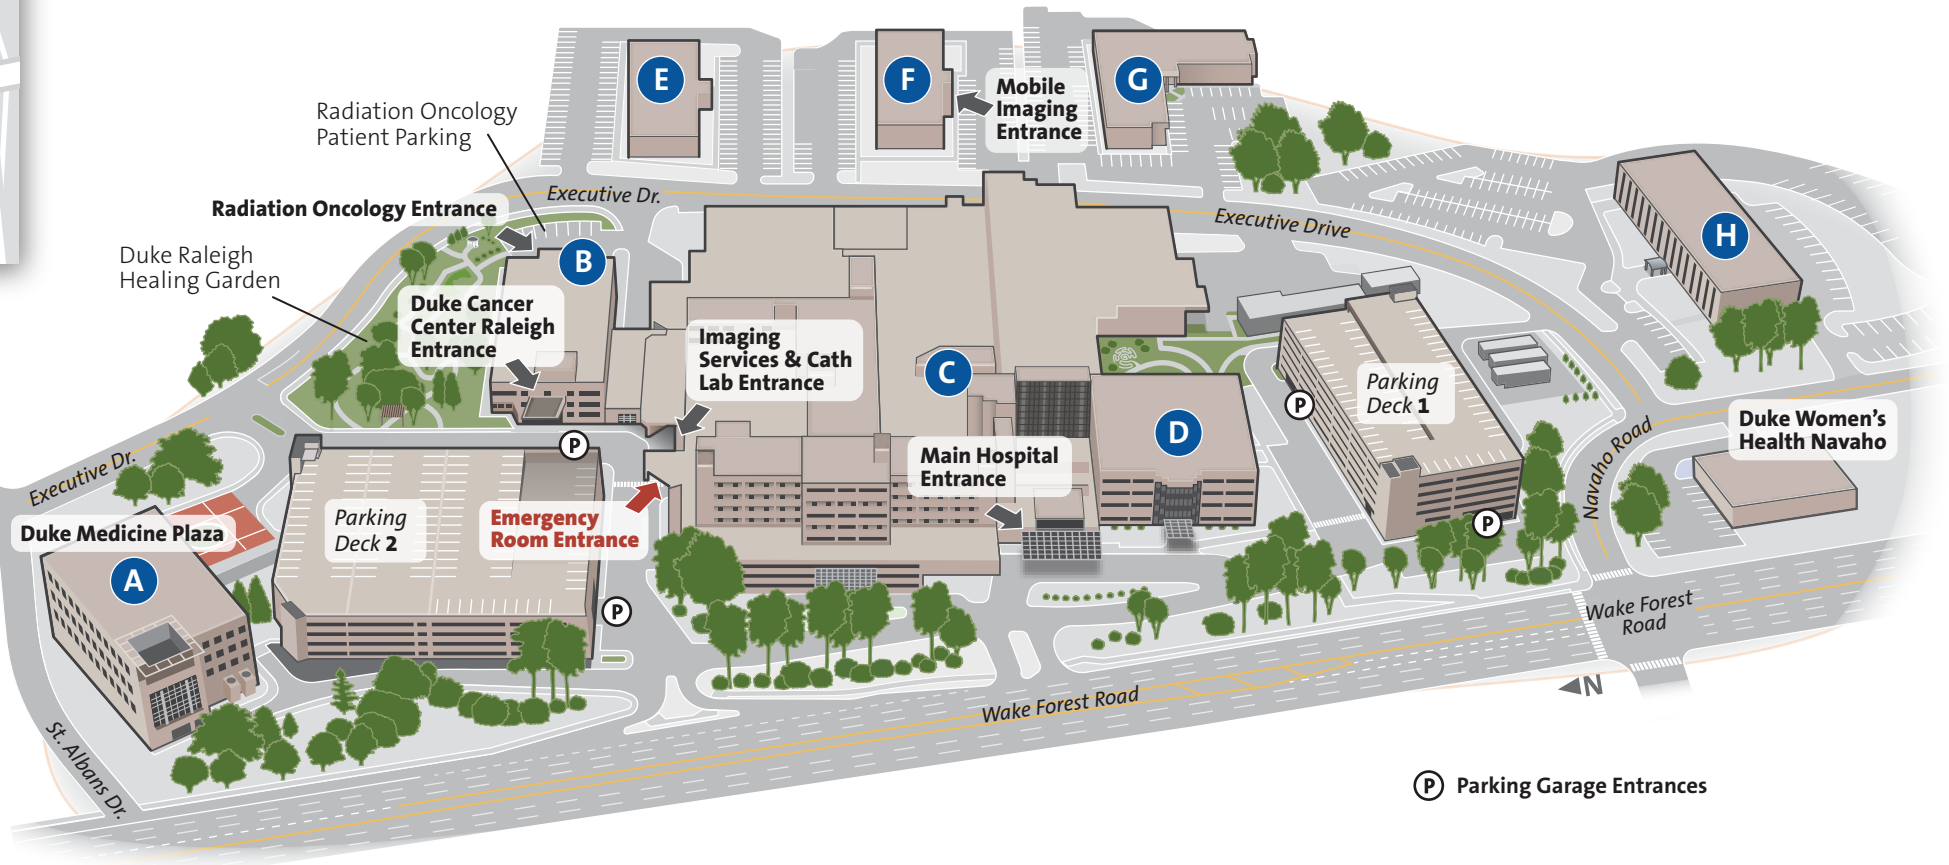 E
F
G
Mobile
Imaging
Entrance
Radiation Oncology
Patient Parking
Executive Dr.
Radiation Oncology Entrance
Executive Drive
H
B
Duke Raleigh
Healing Garden
Duke Cancer
Center Raleigh
Entrance
Imaging
Services & Cath
Lab Entrance
C
Parking
Deck 1
P
D
Duke Women's
Health Navaho
Navaho Road
P
Main Hospital
Entrance
Executive Dr.
Duke Medicine Plaza
Parking
Deck 2
Emergency
Room Entrance
P
A
P
Wake Forest
Road
N
Wake Forest Road
St. Albans Dr.
P Parking Garage Entrances